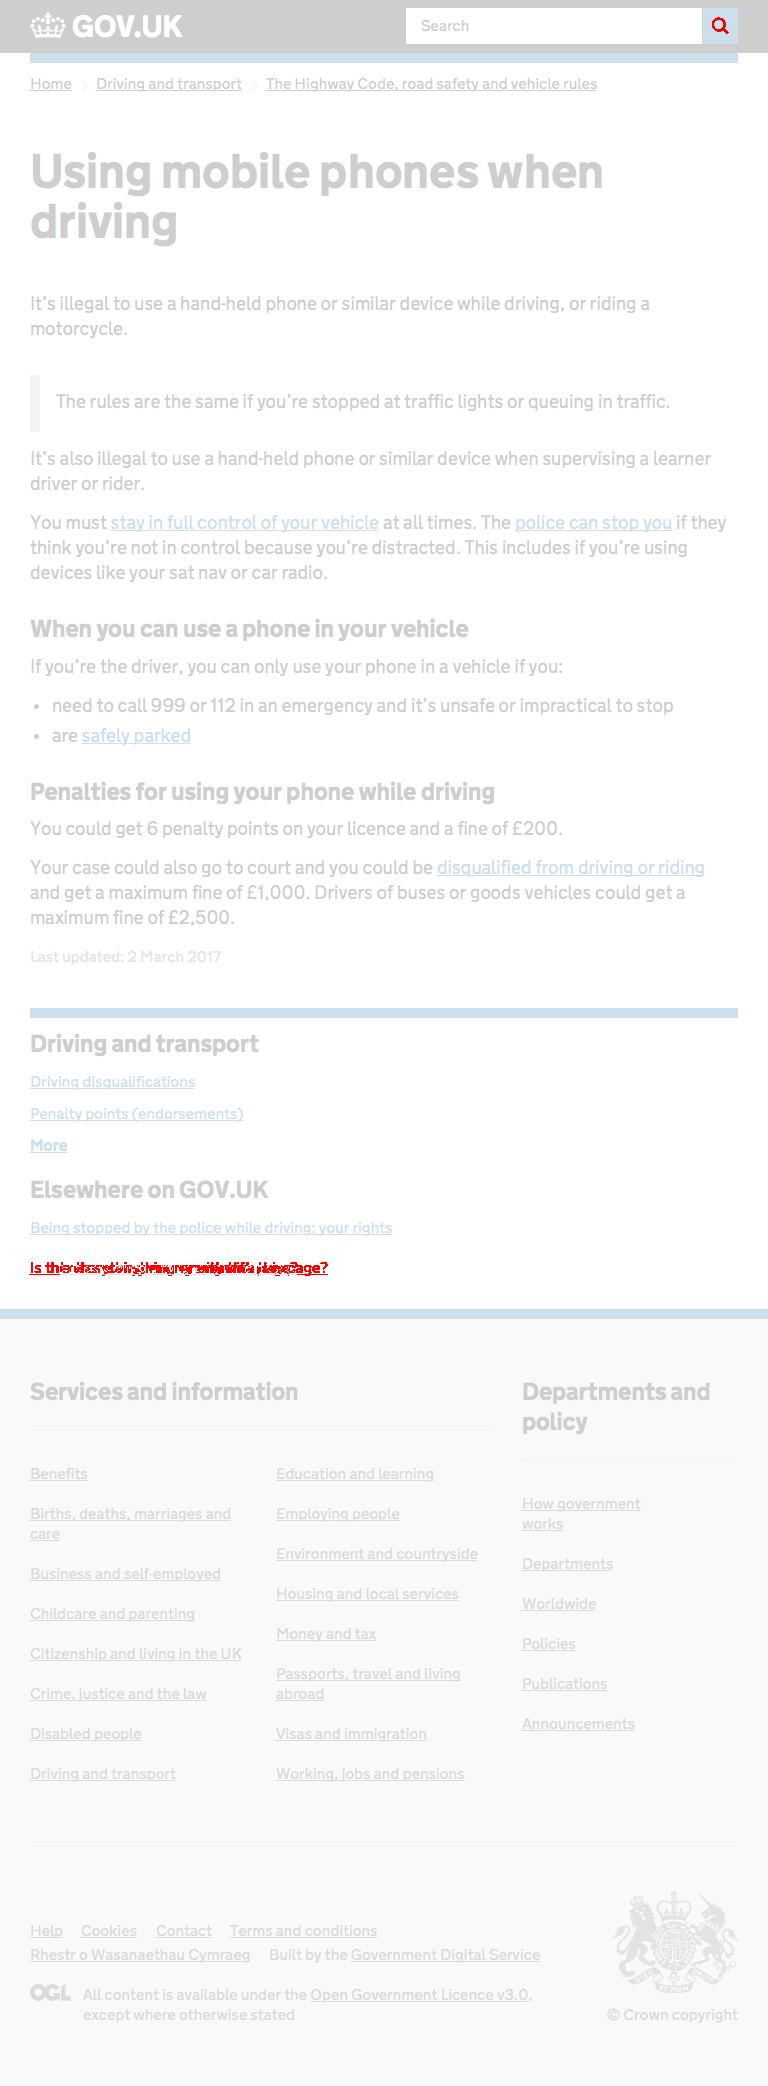 GOV.UK
Search
Home
Driving and transport
The Highway Code, road safety and vehicle rules
Using mobile phones when
driving
It's illegal to use a hand-held phone or similar device while driving, or riding a
motorcycle.
The rules are the same if you're stopped at traffic lights or queuing in traffic.
It's also illegal to use a hand-held phone or similar device when supervising a learner
driver or rider.
You must stay in full control of your vehicle at all times. The police can stop you if they
think you're not in control because you're distracted. This includes if you're using
devices like your sat nav or car radio.
When you can use a phone in your vehicle
If you're the driver, you can only use your phone in a vehicle if you:
• need to call 999 or 112 in an emergency and it's unsafe or impractical to stop
• are safely parked
Penalties for using your phone while driving
You could get 6 penalty points on your licence and a fine of £200.
Your case could also go to court and you could be disqualified from driving or riding
and get a maximum fine of £1,000. Drivers of buses or goods vehicles could get a
maximum fine of £2,500.
Last updated: 2 March 2017
Driving and transport
Driving disqualifications
Penalty points (endorsements)
More
Elsewhere on GOV.UK
Being stopped by the police while driving: your rights
Services and information
Departments and
policy
Benefits
Births, deaths, marriages and
care
Business and self-employed
Childcare and parenting
Citizenship and living in the UK
Crime, justice and the law
Disabled people
Driving and transport
Education and learning
Employing people
Environment and countryside
Housing and local services
Money and tax
Passports, travel and living
abroad
Visas and immigration
Working, jobs and pensions
How government
works
Departments
Worldwide
Policies
Publications
Announcements
Help
Cookies
Contact
Terms and conditions
Rhestr o Wasanaethau Cymraeg
Built by the Government Digital Service
OGL
All content is available under the Open Government Licence v3.0,
except where otherwise stated
© Crown copyright